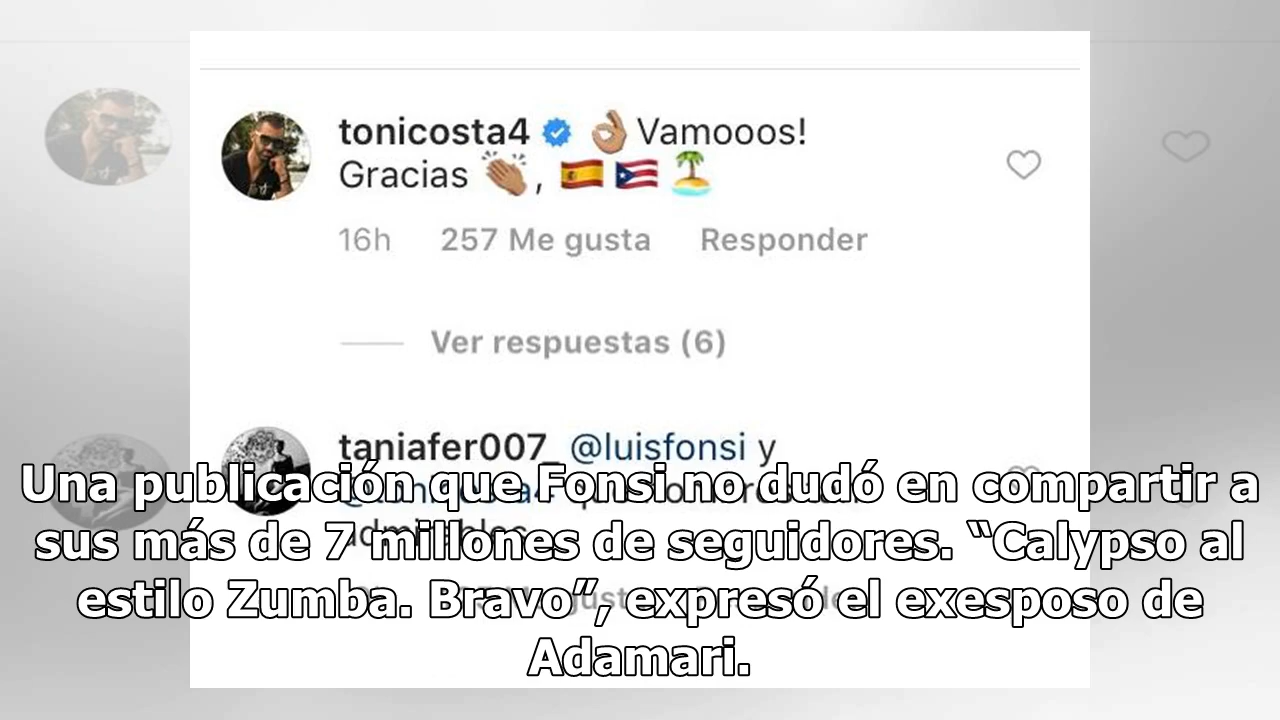 tonicosta4 👌🏽Vamooos!
Gracias 👏🏽, 🇪🇸 🇵🇷 🏝️
16h 257 Me gusta Responder
Ver respuestas (6)
taniafer007_ @luisfonsi y
Una publicación que Fonsi no dudó en compartir a
sus más de 7 millones de seguidores. “Calypso al
estilo Zumba. Bravo”, expresó el exesposo de
Adamari.